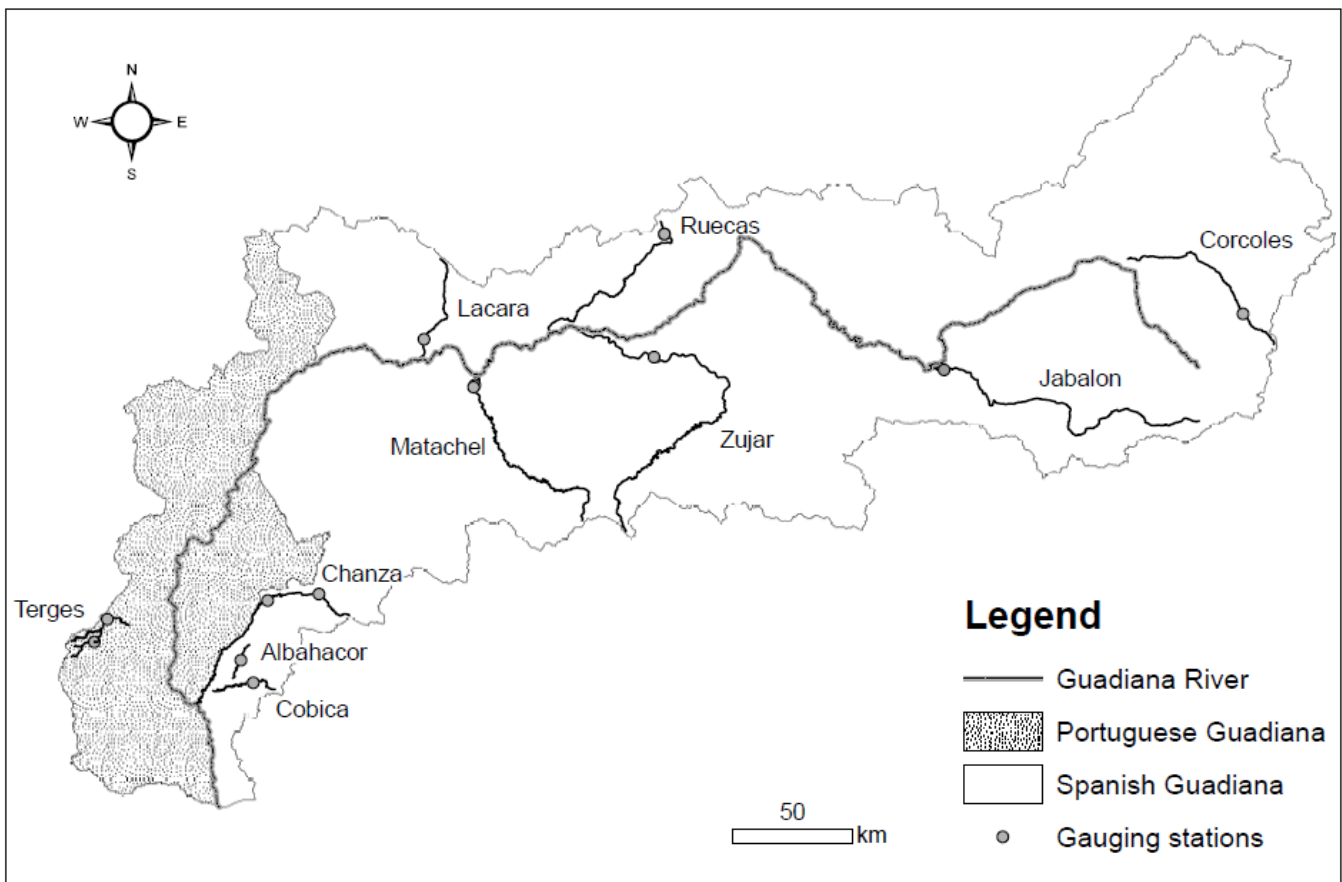 N
W
E
S
Ruecas
Corcoles
Lacara
Jabalon
Matachel
Zujar
Chanza
Terges
Albahacor
Cobica
Legend
Guadiana River
Portuguese Guadiana
Spanish Guadiana
Gauging stations
50
km